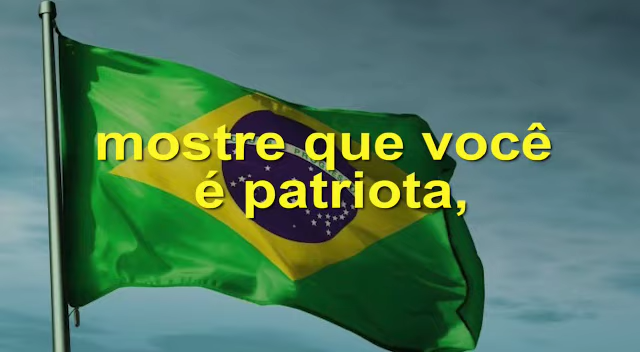 mostre que você
é patriota,